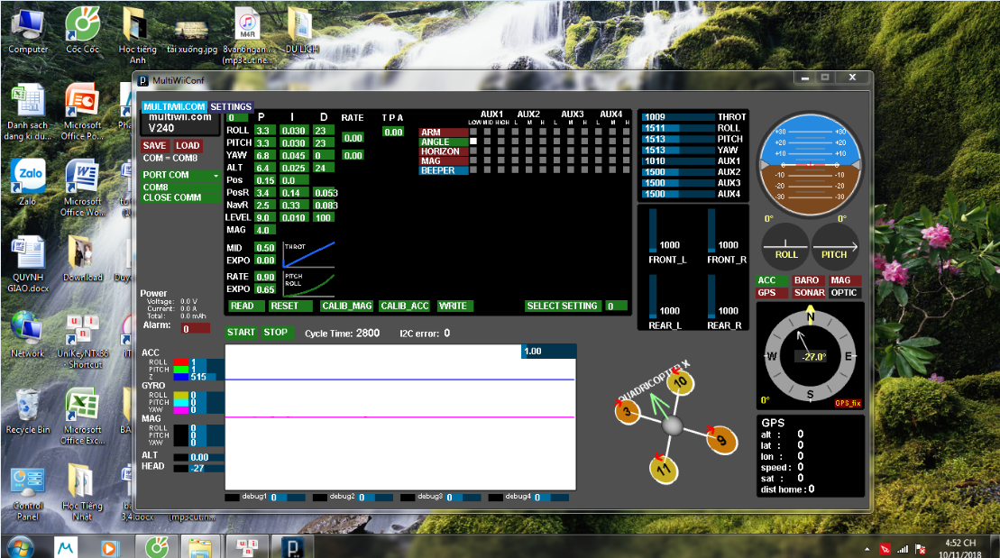 Computer
Cốc Cốc
Học tiếng Anh
tải xuống.jpg
8van6ngan... (mp3cut.ne...
DU LỊCH
Danh sach dang ki du...
Microsoft Office Po...
Zalo
Microsoft Office Wo...
QUYNH GIAO.docx
Download
Network
UniKeyNTx86 - Shortcut
Recycle Bin
Microsoft Office Exc...
Control Panel
Học Tiếng Nhất
3,4.docx
(mp3cut.n...
MultiWiiConf
MULTIWII.COM SETTINGS
multiwii.com
V240
SAVE LOAD
COM = COM8
PORT COM
COM8
CLOSE COMM
0 P I D RATE T P A
ROLL 3.3 0.030 23 0.00
PITCH 3.3 0.030 23 0.00
YAW 6.8 0.045 0 0.00
ALT 6.4 0.025 24
Pos 0.15 0.0
PosR 3.4 0.14 0.053
NavR 2.5 0.33 0.083
LEVEL 9.0 0.010 100
MAG 4.0
MID 0.50
EXPO 0.00
THROT
RATE 0.90
EXPO 0.65
PITCH
ROLL
AUX1 AUX2 AUX3 AUX4
LOW MID HIGH L M H L M H L M H
ARM
ANGLE
HORIZON
MAG
BEEPER
READ RESET CALIB_MAG CALIB_ACC WRITE SELECT SETTING 0
1009 THROT
1511 ROLL
1513 PITCH
1513 YAW
1010 AUX1
1500 AUX2
1500 AUX3
1500 AUX4
1000 1000
FRONT_L FRONT_R
1000 1000
REAR_L REAR_R
+30 +30
+20 +20
+10 +10
0 0
-10 -10
-20 -20
-30 -30
0° 0°
ROLL PITCH
ACC BARO MAG
GPS SONAR OPTIC
N
W E
S
-27.0°
0°
GPS_fix
GPS
alt : 0
lat : 0
lon : 0
speed : 0
sat : 0
dist home : 0
Power
Voltage: 0.0 V
Current: 0.0 A
Total: 0.0 mAh
Alarm: 0
START STOP Cycle Time: 2800 I2C error: 0
1.00
ACC
ROLL 1
PITCH 1
Z 515
GYRO
ROLL 0
PITCH 0
YAW 0
MAG
ROLL 0
PITCH 0
YAW 0
ALT 0.00
HEAD -27
debug1 0 debug2 0 debug3 0 debug4 0
QUADRICOPTER X
10
3
9
11
4:52 CH
10/11/2018